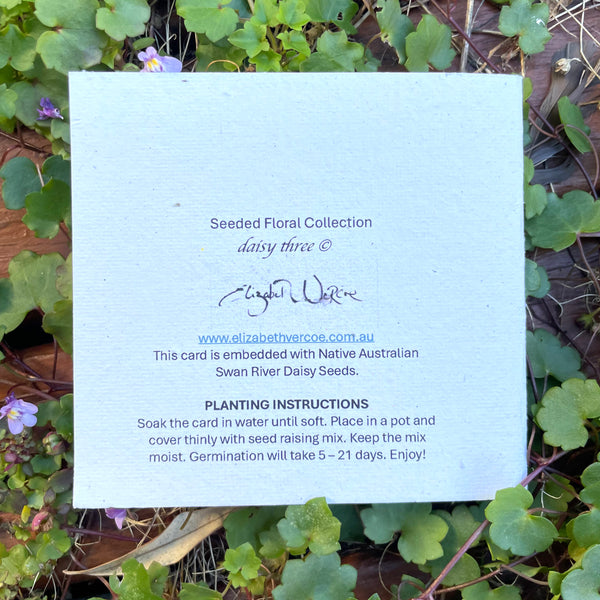 Seeded Floral Collection
daisy three ©
Elizabeth Vercoe
www.elizabethvercoe.com.au
This card is embedded with Native Australian
Swan River Daisy Seeds.
PLANTING INSTRUCTIONS
Soak the card in water until soft. Place in a pot and
cover thinly with seed raising mix. Keep the mix
moist. Germination will take 5 – 21 days. Enjoy!